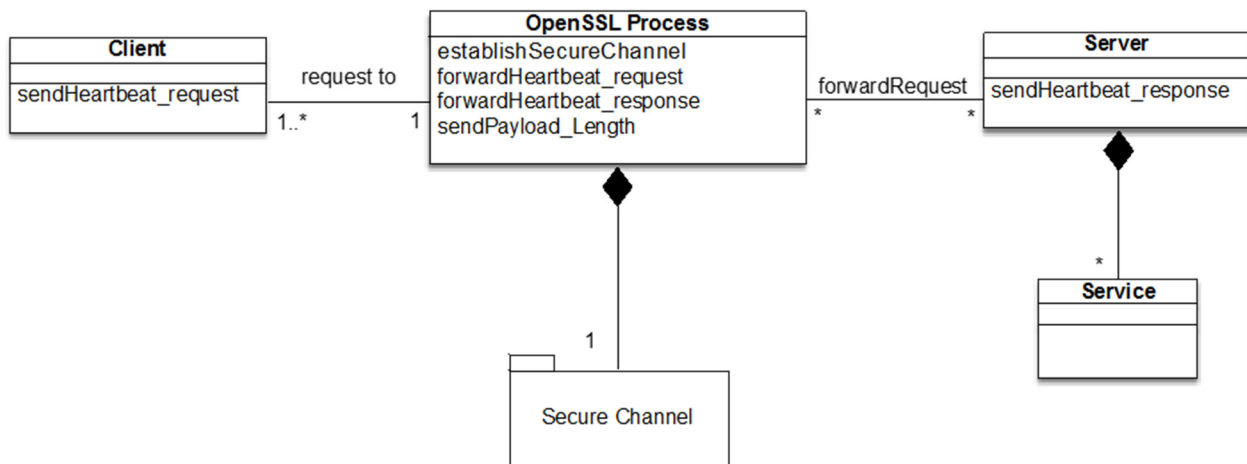 Client
sendHeartbeat_request
request to
1..*
1
OpenSSL Process
establishSecureChannel
forwardHeartbeat_request
forwardHeartbeat_response
sendPayload_Length
forwardRequest
*
*
Server
sendHeartbeat_response
*
Service
1
Secure Channel